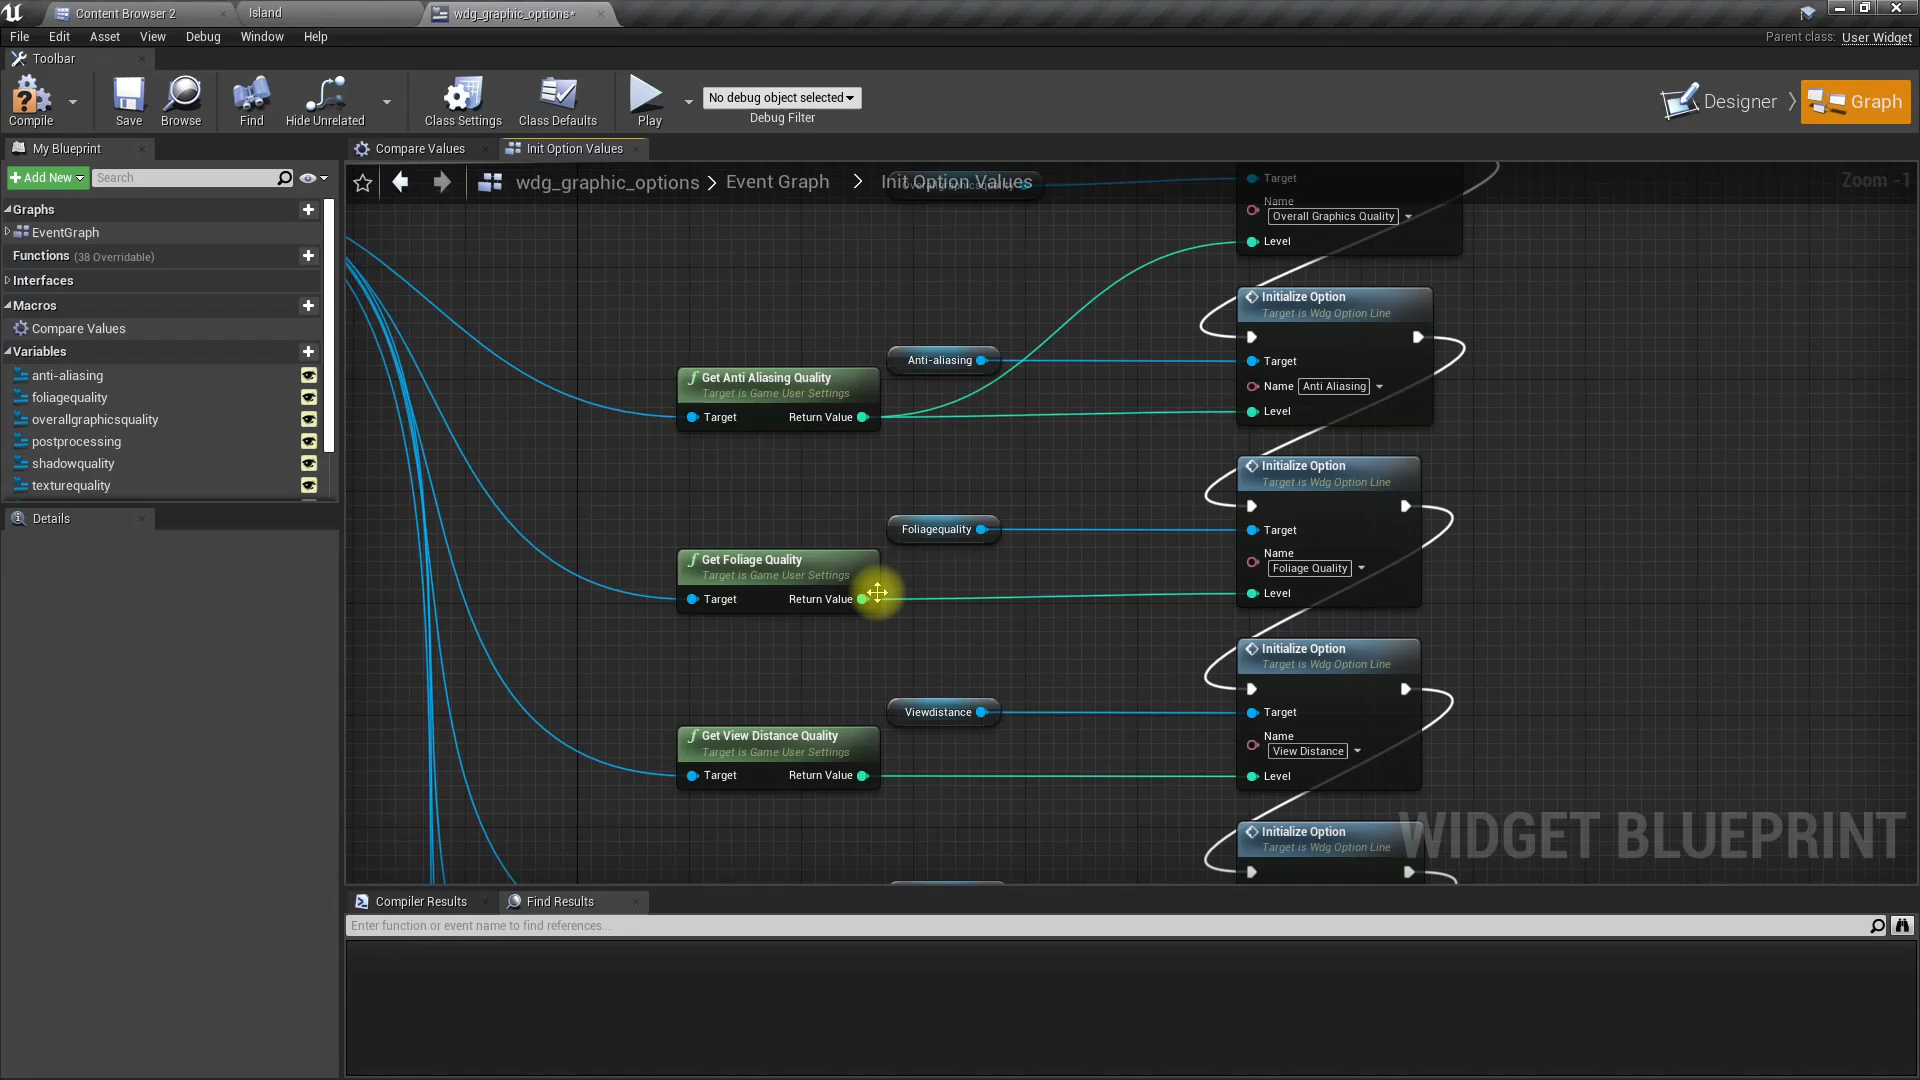 Content Browser 2
Island
wdg_graphic_options*
File Edit Asset View Debug Window Help
Parent class: User Widget
Toolbar
Compile
Save
Browse
Find
Hide Unrelated
Class Settings
Class Defaults
Play
No debug object selected
Debug Filter
Designer
Graph
My Blueprint
Compare Values
Init Option Values
Add New
Search
wdg_graphic_options
Event Graph
Init Option Values
Zoom -1
Graphs
EventGraph
Functions (38 Overridable)
Interfaces
Macros
Compare Values
Variables
anti-aliasing
foliagequality
overallgraphicsquality
postprocessing
shadowquality
texturequality
Details
Target
Name
Overall Graphics Quality
Level
Initialize Option
Target is Wdg Option Line
Anti-aliasing
Target
Get Anti Aliasing Quality
Target is Game User Settings
Name Anti Aliasing
Target Return Value
Level
Initialize Option
Target is Wdg Option Line
Foliagequality
Target
Get Foliage Quality
Target is Game User Settings
Name
Foliage Quality
Target Return Value
Level
Initialize Option
Target is Wdg Option Line
Viewdistance
Target
Get View Distance Quality
Target is Game User Settings
Name
View Distance
Target Return Value
Level
Initialize Option
Target is Wdg Option Line
WIDGET BLUEPRINT
Compiler Results
Find Results
Enter function or event name to find references...